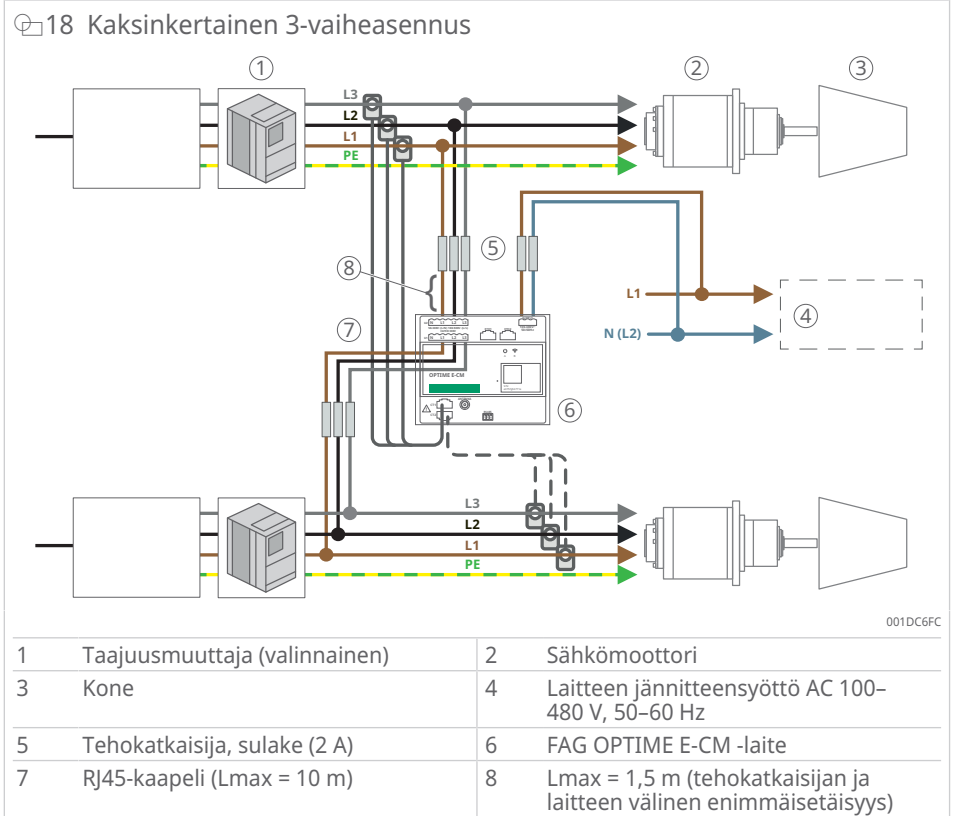 18 Kaksinkertainen 3-vaiheasennus
1
2
3
L3
L2
L1
PE
5
8
L1
4
7
N (L2)
OPTIME E-CM
6
L3
L2
L1
PE
001DC6FC
1 Taajuusmuuttaja (valinnainen) 2 Sähkömoottori
3 Kone 4 Laitteen jännitteensyöttö AC 100–
480 V, 50–60 Hz
5 Tehokatkaisija, sulake (2 A) 6 FAG OPTIME E-CM -laite
7 RJ45-kaapeli (Lmax = 10 m) 8 Lmax = 1,5 m (tehokatkaisijan ja
laitteen välinen enimmäisetäisyys)